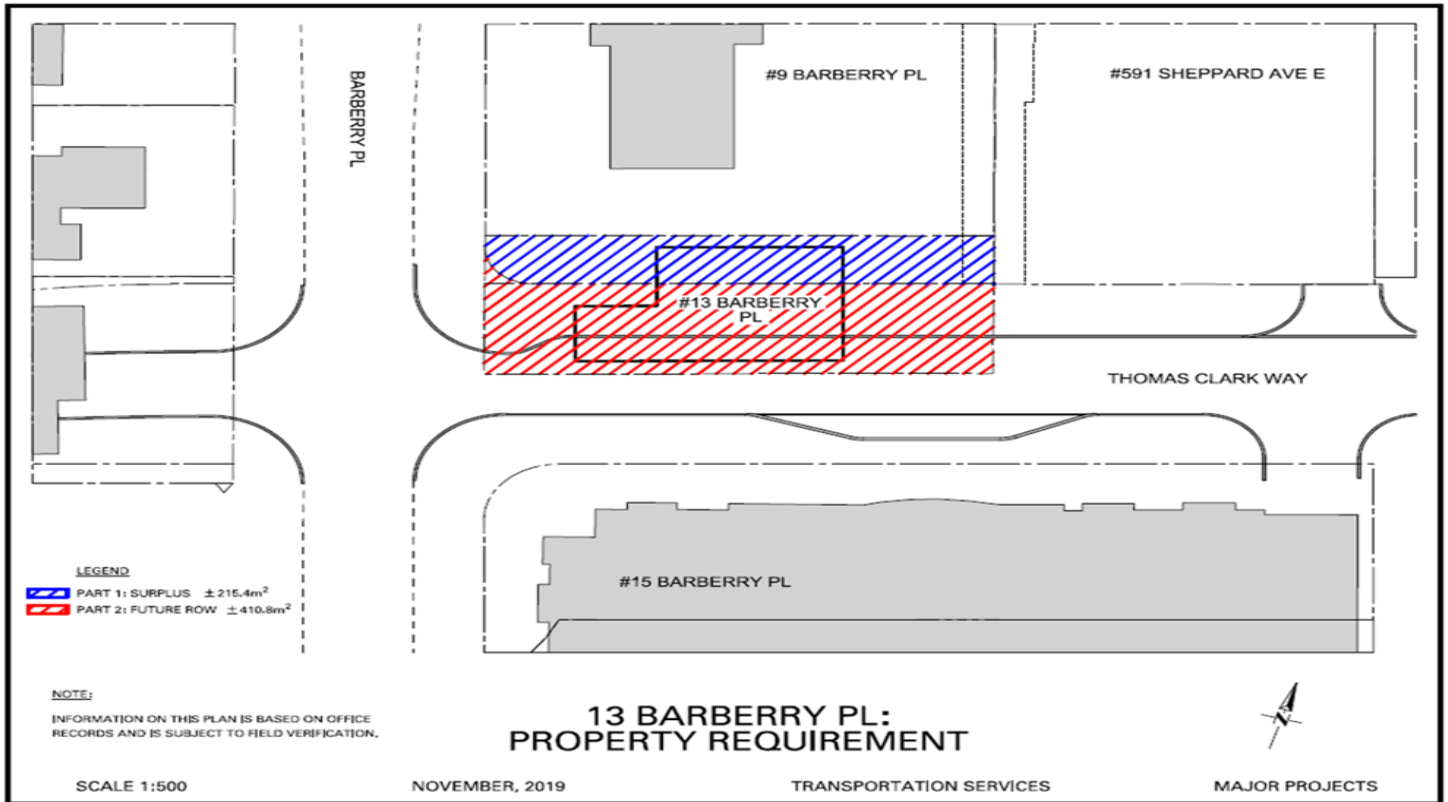 BARBERRY PL
#9 BARBERRY PL
#591 SHEPPARD AVE E
#13 BARBERRY
PL
THOMAS CLARK WAY
#15 BARBERRY PL
LEGEND
PART 1: SURPLUS ±215.4m²
PART 2: FUTURE ROW ±410.8m²
NOTE:
INFORMATION ON THIS PLAN IS BASED ON OFFICE
RECORDS AND IS SUBJECT TO FIELD VERIFICATION.
13 BARBERRY PL:
PROPERTY REQUIREMENT
N
SCALE 1:500 NOVEMBER, 2019 TRANSPORTATION SERVICES MAJOR PROJECTS